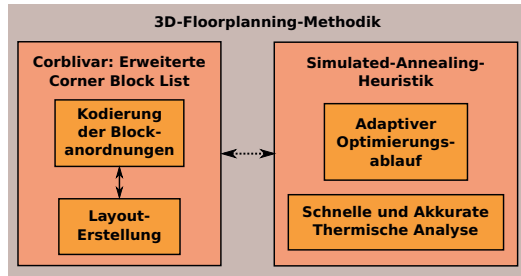 3D-Floorplanning-Methodik
Corblivar: Erweiterte
Corner Block List
Kodierung
der Block-
anordnungen
Layout-
Erstellung
Simulated-Annealing-
Heuristik
Adaptiver
Optimierungs-
ablauf
Schnelle und Akkurate
Thermische Analyse